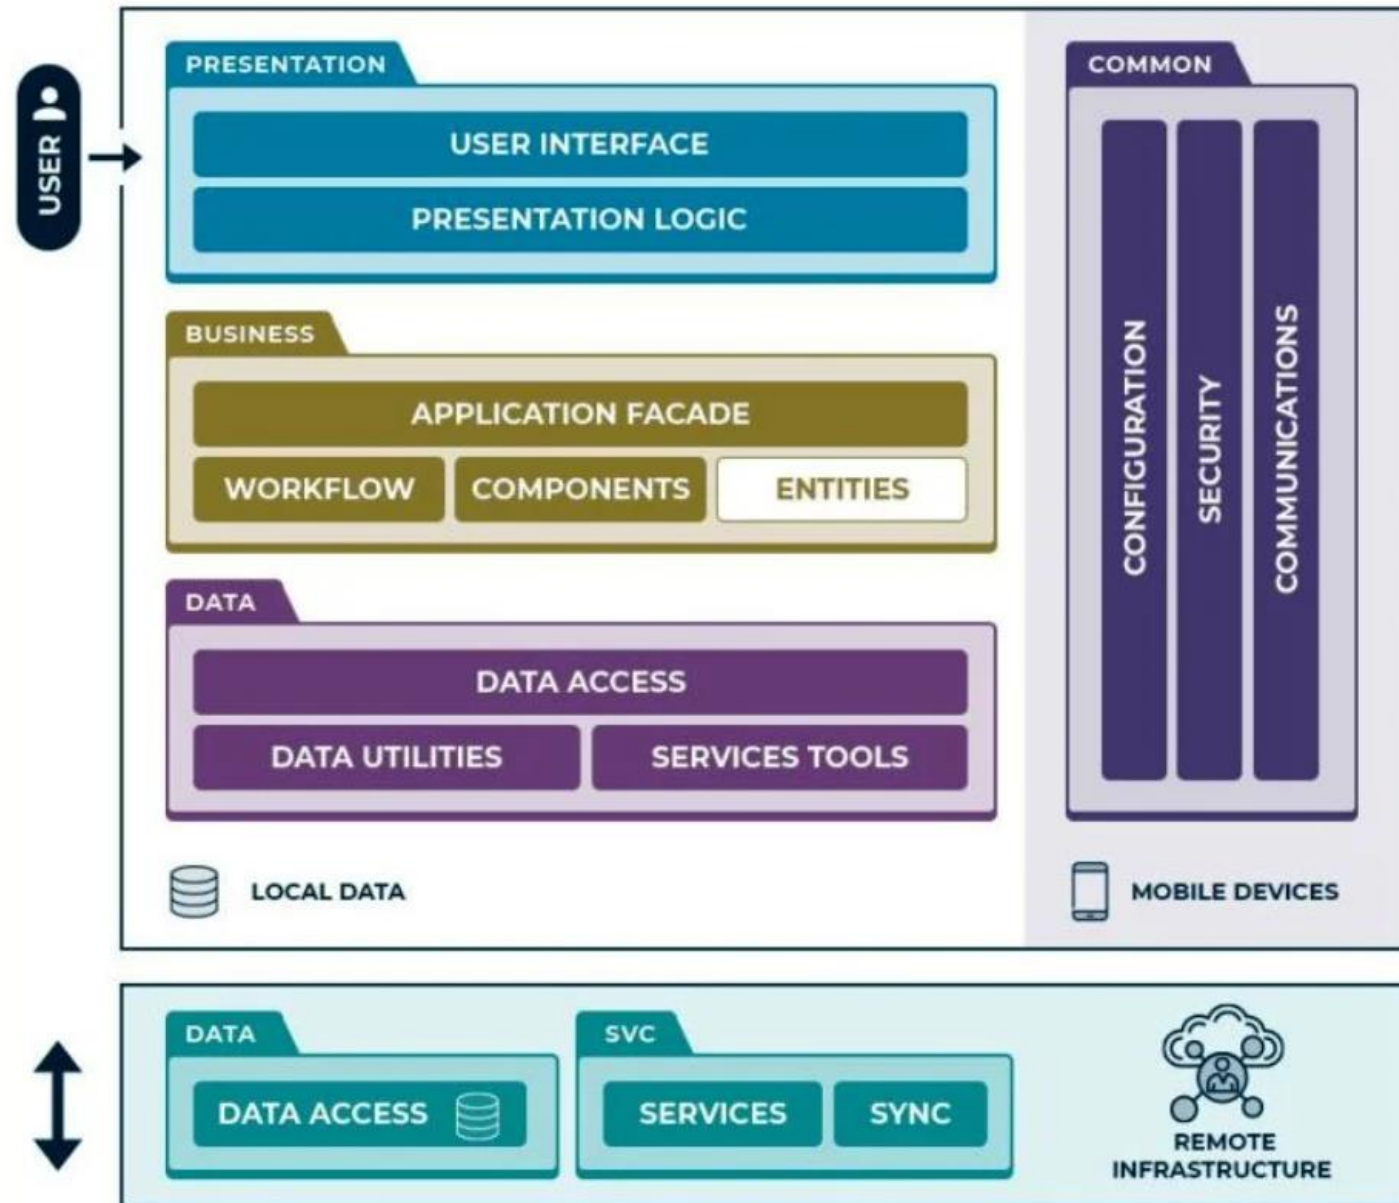 USER
PRESENTATION
USER INTERFACE
PRESENTATION LOGIC
BUSINESS
APPLICATION FACADE
WORKFLOW
COMPONENTS
ENTITIES
DATA
DATA ACCESS
DATA UTILITIES
SERVICES TOOLS
LOCAL DATA
COMMON
CONFIGURATION
SECURITY
COMMUNICATIONS
MOBILE DEVICES
DATA
DATA ACCESS
SVC
SERVICES
SYNC
REMOTE
INFRASTRUCTURE